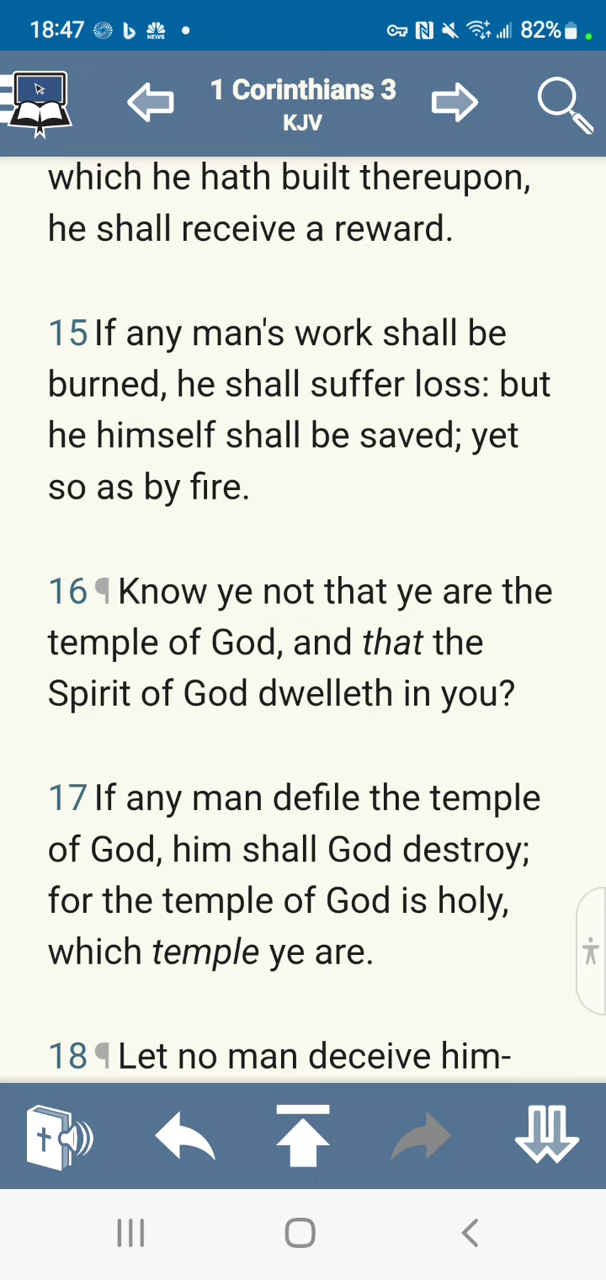 18:47 82%
NEWS
1 Corinthians 3
KJV
which he hath built thereupon,
he shall receive a reward.
15 If any man's work shall be
burned, he shall suffer loss: but
he himself shall be saved; yet
so as by fire.
16 ¶ Know ye not that ye are the
temple of God, and that the
Spirit of God dwelleth in you?
17 If any man defile the temple
of God, him shall God destroy;
for the temple of God is holy,
which temple ye are.
18 ¶ Let no man deceive him-